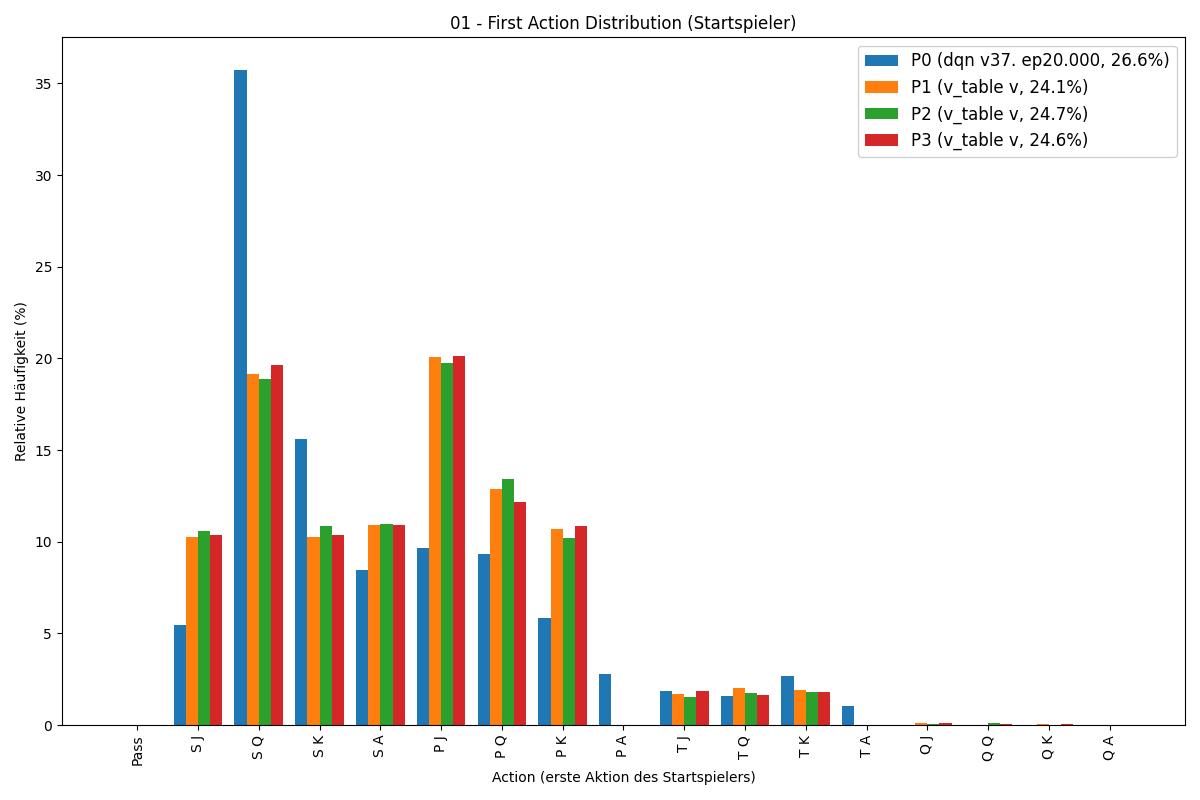 01 - First Action Distribution (Startspieler)
P0 (dqn v37. ep20.000, 26.6%)
P1 (v_table v, 24.1%)
P2 (v_table v, 24.7%)
P3 (v_table v, 24.6%)
Relative Häufigkeit (%)
35
30
25
20
15
10
5
0
Pass
S J
S Q
S K
S A
P J
P Q
P K
P A
T J
T Q
T K
T A
Q J
Q Q
Q K
Q A
Action (erste Aktion des Startspielers)